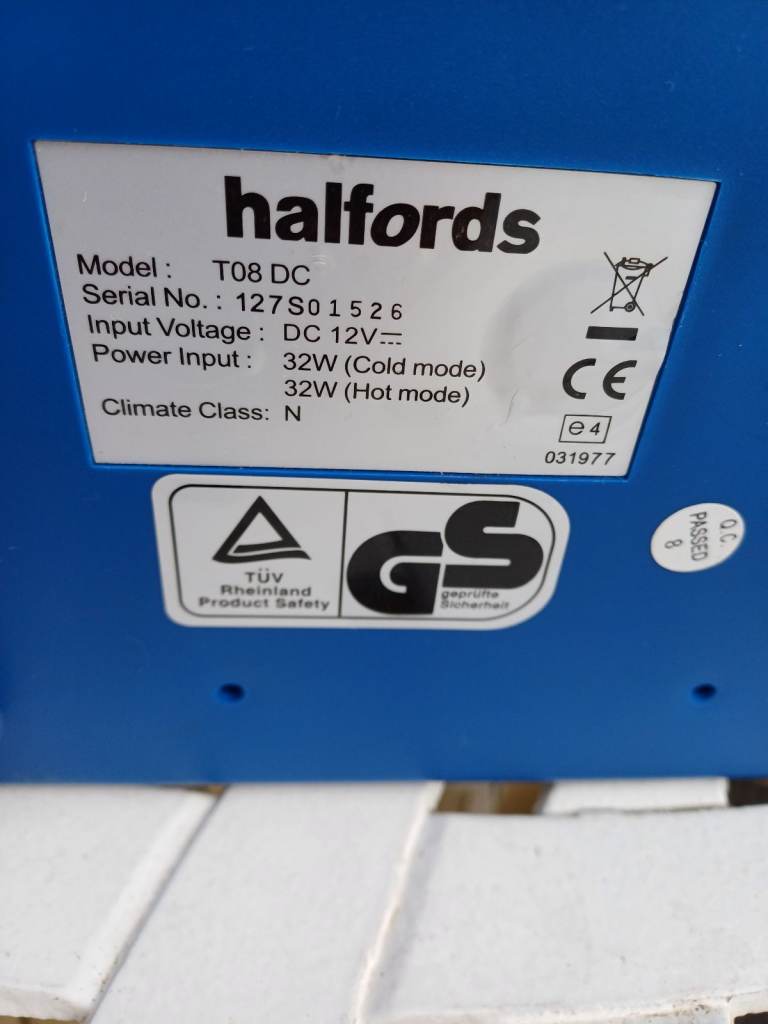 halfords
Model : T08 DC
Serial No. : 127S01526
Input Voltage : DC 12V⎓
Power Input : 32W (Cold mode)
32W (Hot mode)
Climate Class: N
CE
e4
031977
TÜV
Rheinland
Product Safety
GS
geprüfte
Sicherheit
Q.C.
PASSED
8